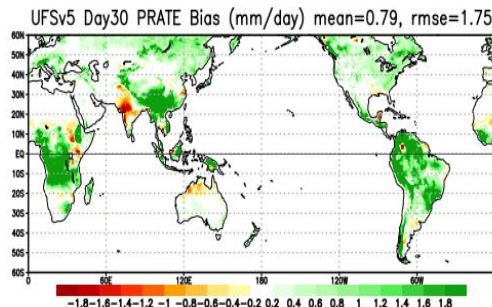 UFSv5 Day30 PRATE Bias (mm/day) mean=0.79, rmse=1.75
60N
50N
40N
30N
20N
10N
EQ
10S
20S
30S
40S
50S
60S
0 60E 120E 180 120W 60W
-1.8-1.6-1.4-1.2 -1 -0.8-0.6-0.4-0.2 0.2 0.4 0.6 0.8 1 1.2 1.4 1.6 1.8